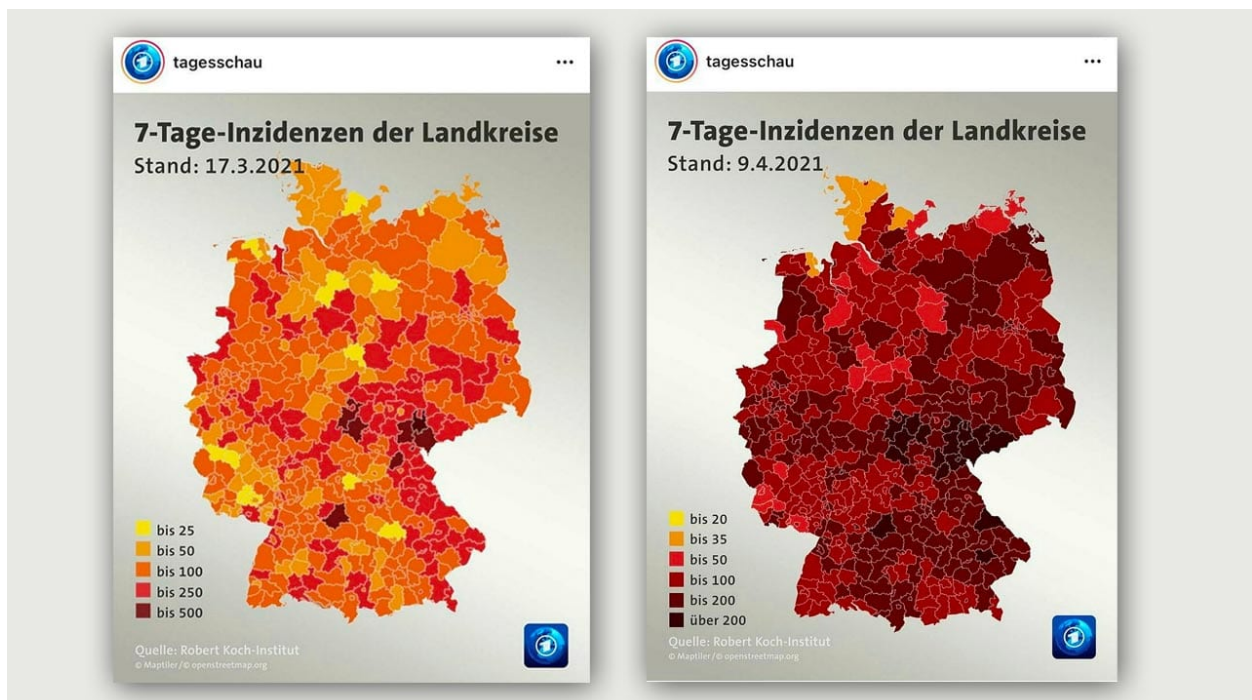 tagesschau
7-Tage-Inzidenzen der Landkreise
Stand: 17.3.2021
bis 25
bis 50
bis 100
bis 250
bis 500
Quelle: Robert Koch-Institut
© Maptiler/© openstreetmap.org
tagesschau
7-Tage-Inzidenzen der Landkreise
Stand: 9.4.2021
bis 20
bis 35
bis 50
bis 100
bis 200
über 200
Quelle: Robert Koch-Institut
© Maptiler/© openstreetmap.org